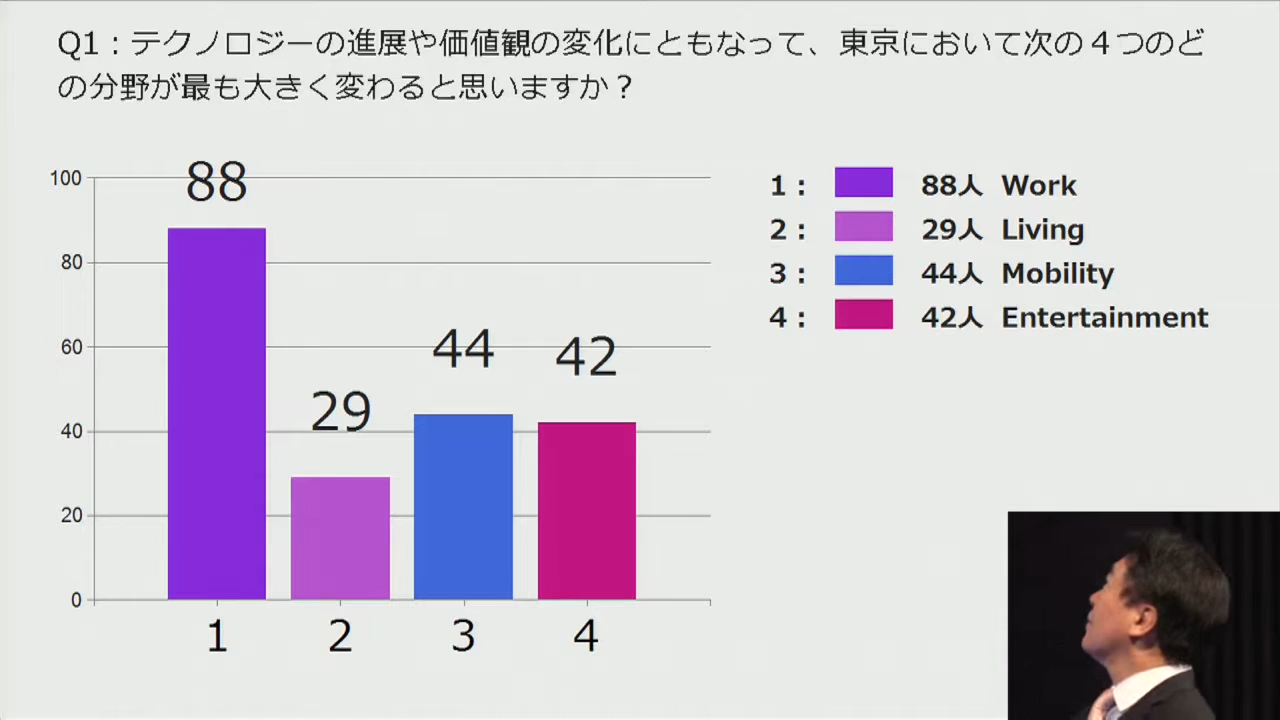 Q1：テクノロジーの進展や価値観の変化にともなって、東京において次の４つのど
の分野が最も大きく変わると思いますか？
100
80
60
40
20
0
88
29
44
42
1
2
3
4
1： 88人 Work
2： 29人 Living
3： 44人 Mobility
4： 42人 Entertainment